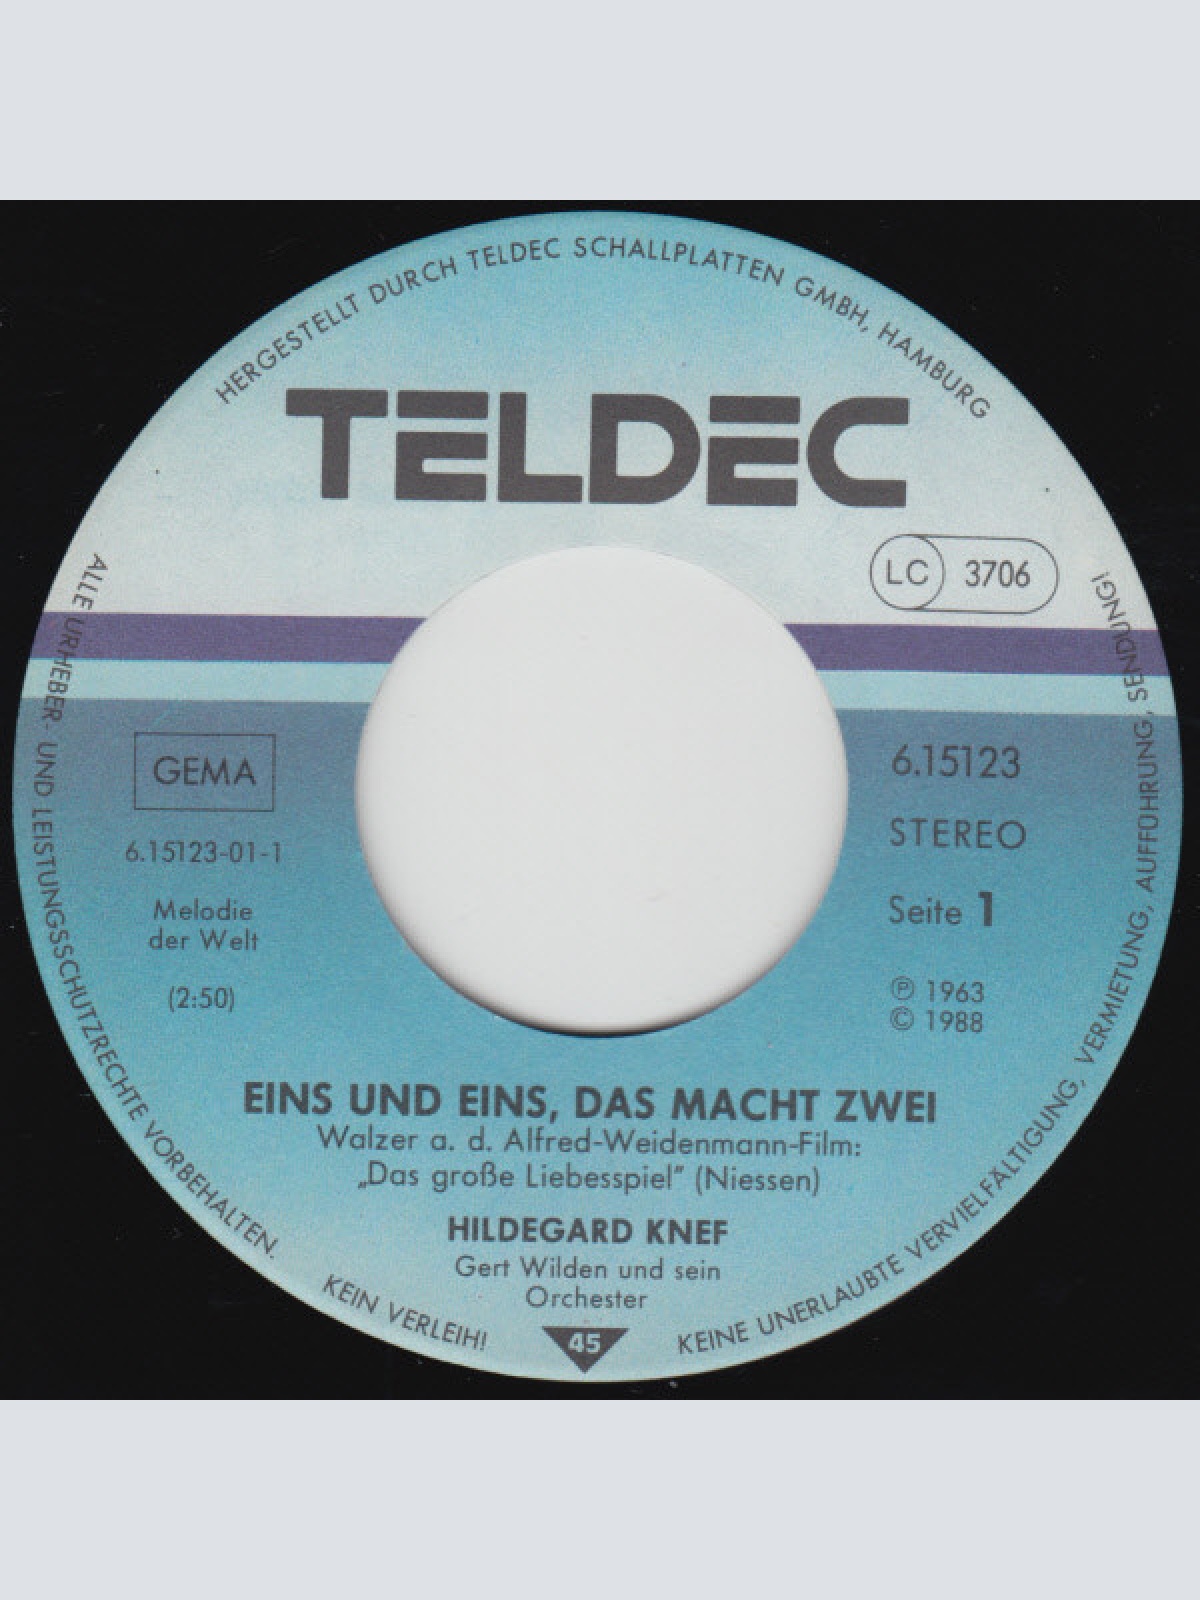 HERGESTELLT DURCH TELDEC SCHALLPLATTEN GMBH, HAMBURG
TELDEC
LC 3706
GEMA
6.15123-01-1
Melodie
der Welt
(2:50)
6.15123
STEREO
Seite 1
℗ 1963
© 1988
EINS UND EINS, DAS MACHT ZWEI
Walzer a. d. Alfred-Weidenmann-Film:
„Das große Liebesspiel" (Niessen)
HILDEGARD KNEF
Gert Wilden und sein
Orchester
45
ALLE URHEBER- UND LEISTUNGSSCHUTZRECHTE VORBEHALTEN.
KEIN VERLEIH!
KEINE UNERLAUBTE VERVIELFÄLTIGUNG, VERMIETUNG, AUFFÜHRUNG, SENDUNG!